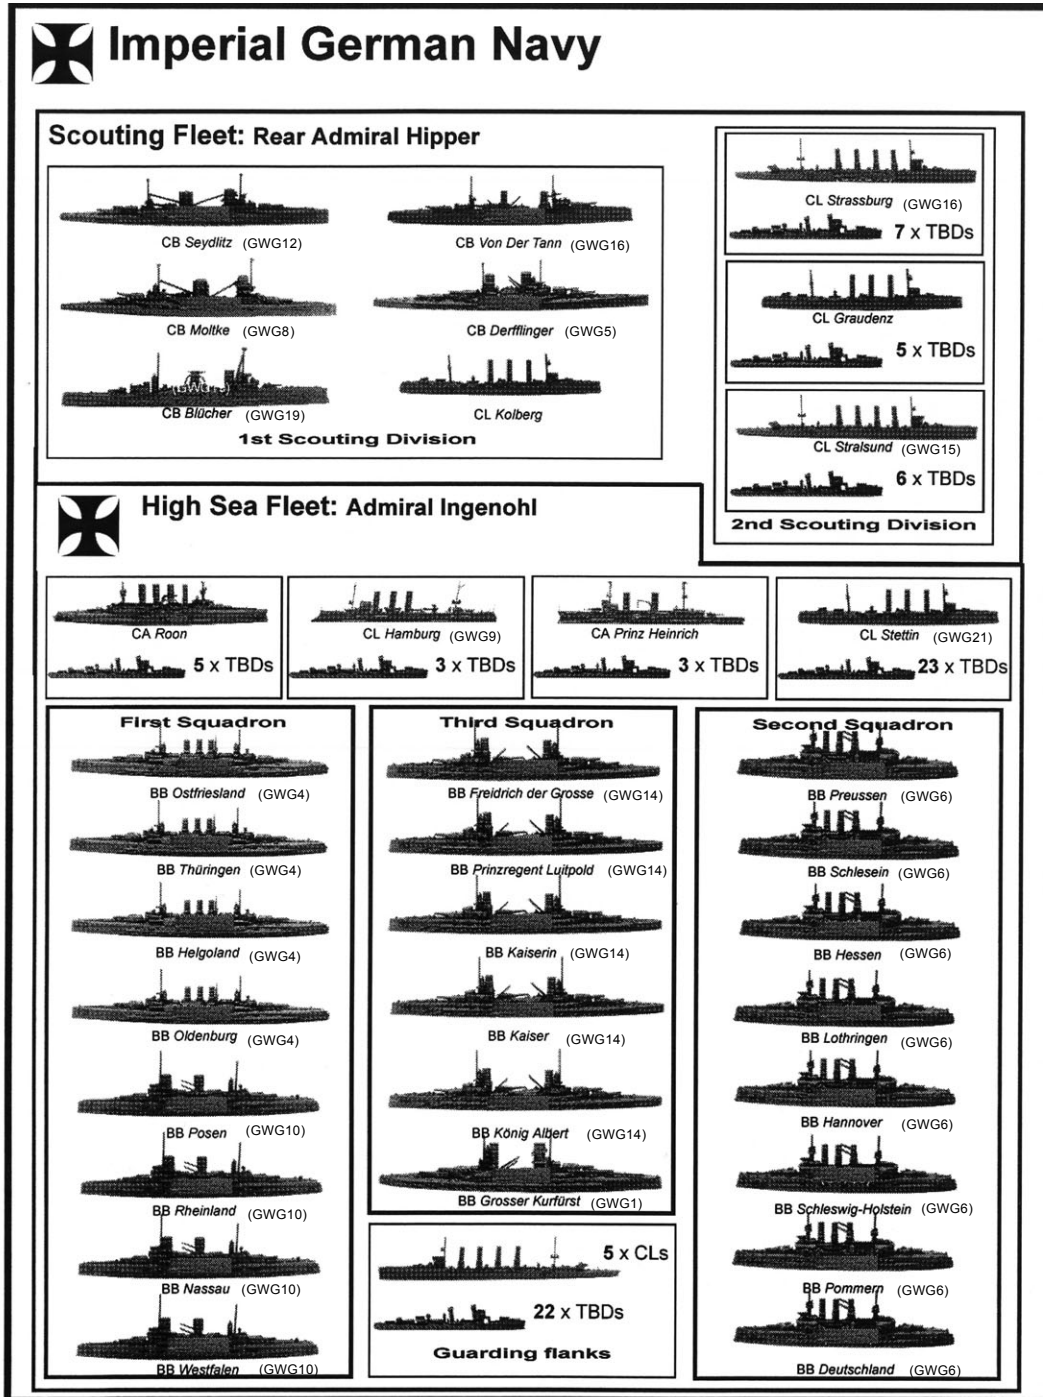 Imperial German Navy
Scouting Fleet: Rear Admiral Hipper
CB Seydlitz (GWG12)
CB Von Der Tann (GWG16)
CB Moltke (GWG8)
CB Derfflinger (GWG5)
CB Blücher (GWG19)
CL Kolberg
1st Scouting Division
CL Strassburg (GWG16)
7 x TBDs
CL Graudenz
5 x TBDs
CL Stralsund (GWG15)
6 x TBDs
2nd Scouting Division
High Sea Fleet: Admiral Ingenohl
CA Roon
5 x TBDs
CL Hamburg (GWG9)
3 x TBDs
CA Prinz Heinrich
3 x TBDs
CL Stettin (GWG21)
23 x TBDs
First Squadron
BB Ostfriesland (GWG4)
BB Thüringen (GWG4)
BB Helgoland (GWG4)
BB Oldenburg (GWG4)
BB Posen (GWG10)
BB Rheinland (GWG10)
BB Nassau (GWG10)
BB Westfalen (GWG10)
Third Squadron
BB Freidrich der Grosse (GWG14)
BB Prinzregent Luitpold (GWG14)
BB Kaiserin (GWG14)
BB Kaiser (GWG14)
BB König Albert (GWG14)
BB Grosser Kurfürst (GWG1)
5 x CLs
22 x TBDs
Guarding flanks
Second Squadron
BB Preussen (GWG6)
BB Schlesein (GWG6)
BB Hessen (GWG6)
BB Lothringen (GWG6)
BB Hannover (GWG6)
BB Schleswig-Holstein (GWG6)
BB Pommern (GWG6)
BB Deutschland (GWG6)